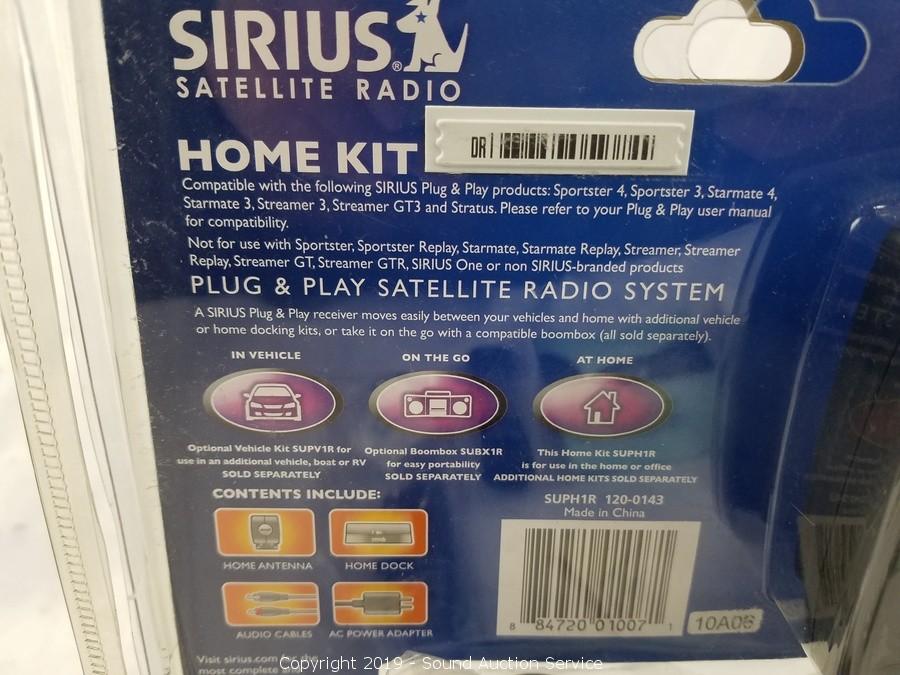 SIRIUS®
SATELLITE RADIO
HOME KIT
Compatible with the following SIRIUS Plug & Play products: Sportster 4, Sportster 3, Starmate 4,
Starmate 3, Streamer 3, Streamer GT3 and Stratus. Please refer to your Plug & Play user manual
for compatibility.
Not for use with Sportster, Sportster Replay, Starmate, Starmate Replay, Streamer, Streamer
Replay, Streamer GT, Streamer GTR, SIRIUS One or non SIRIUS-branded products
PLUG & PLAY SATELLITE RADIO SYSTEM
A SIRIUS Plug & Play receiver moves easily between your vehicles and home with additional vehicle
or home docking kits, or take it on the go with a compatible boombox (all sold separately).
IN VEHICLE
Optional Vehicle Kit SUPV1R for
use in an additional vehicle, boat or RV
SOLD SEPARATELY
ON THE GO
Optional Boombox SUBX1R
for easy portability
SOLD SEPARATELY
AT HOME
This Home Kit SUPH1R
is for use in the home or office
ADDITIONAL HOME KITS SOLD SEPARATELY
CONTENTS INCLUDE:
HOME ANTENNA
HOME DOCK
AUDIO CABLES
AC POWER ADAPTER
SUPH1R 120-0143
Made in China
8 84720 01007 1
10A06
Visit sirius.com for the
most complete and
Copyright 2019 - Sound Auction Service